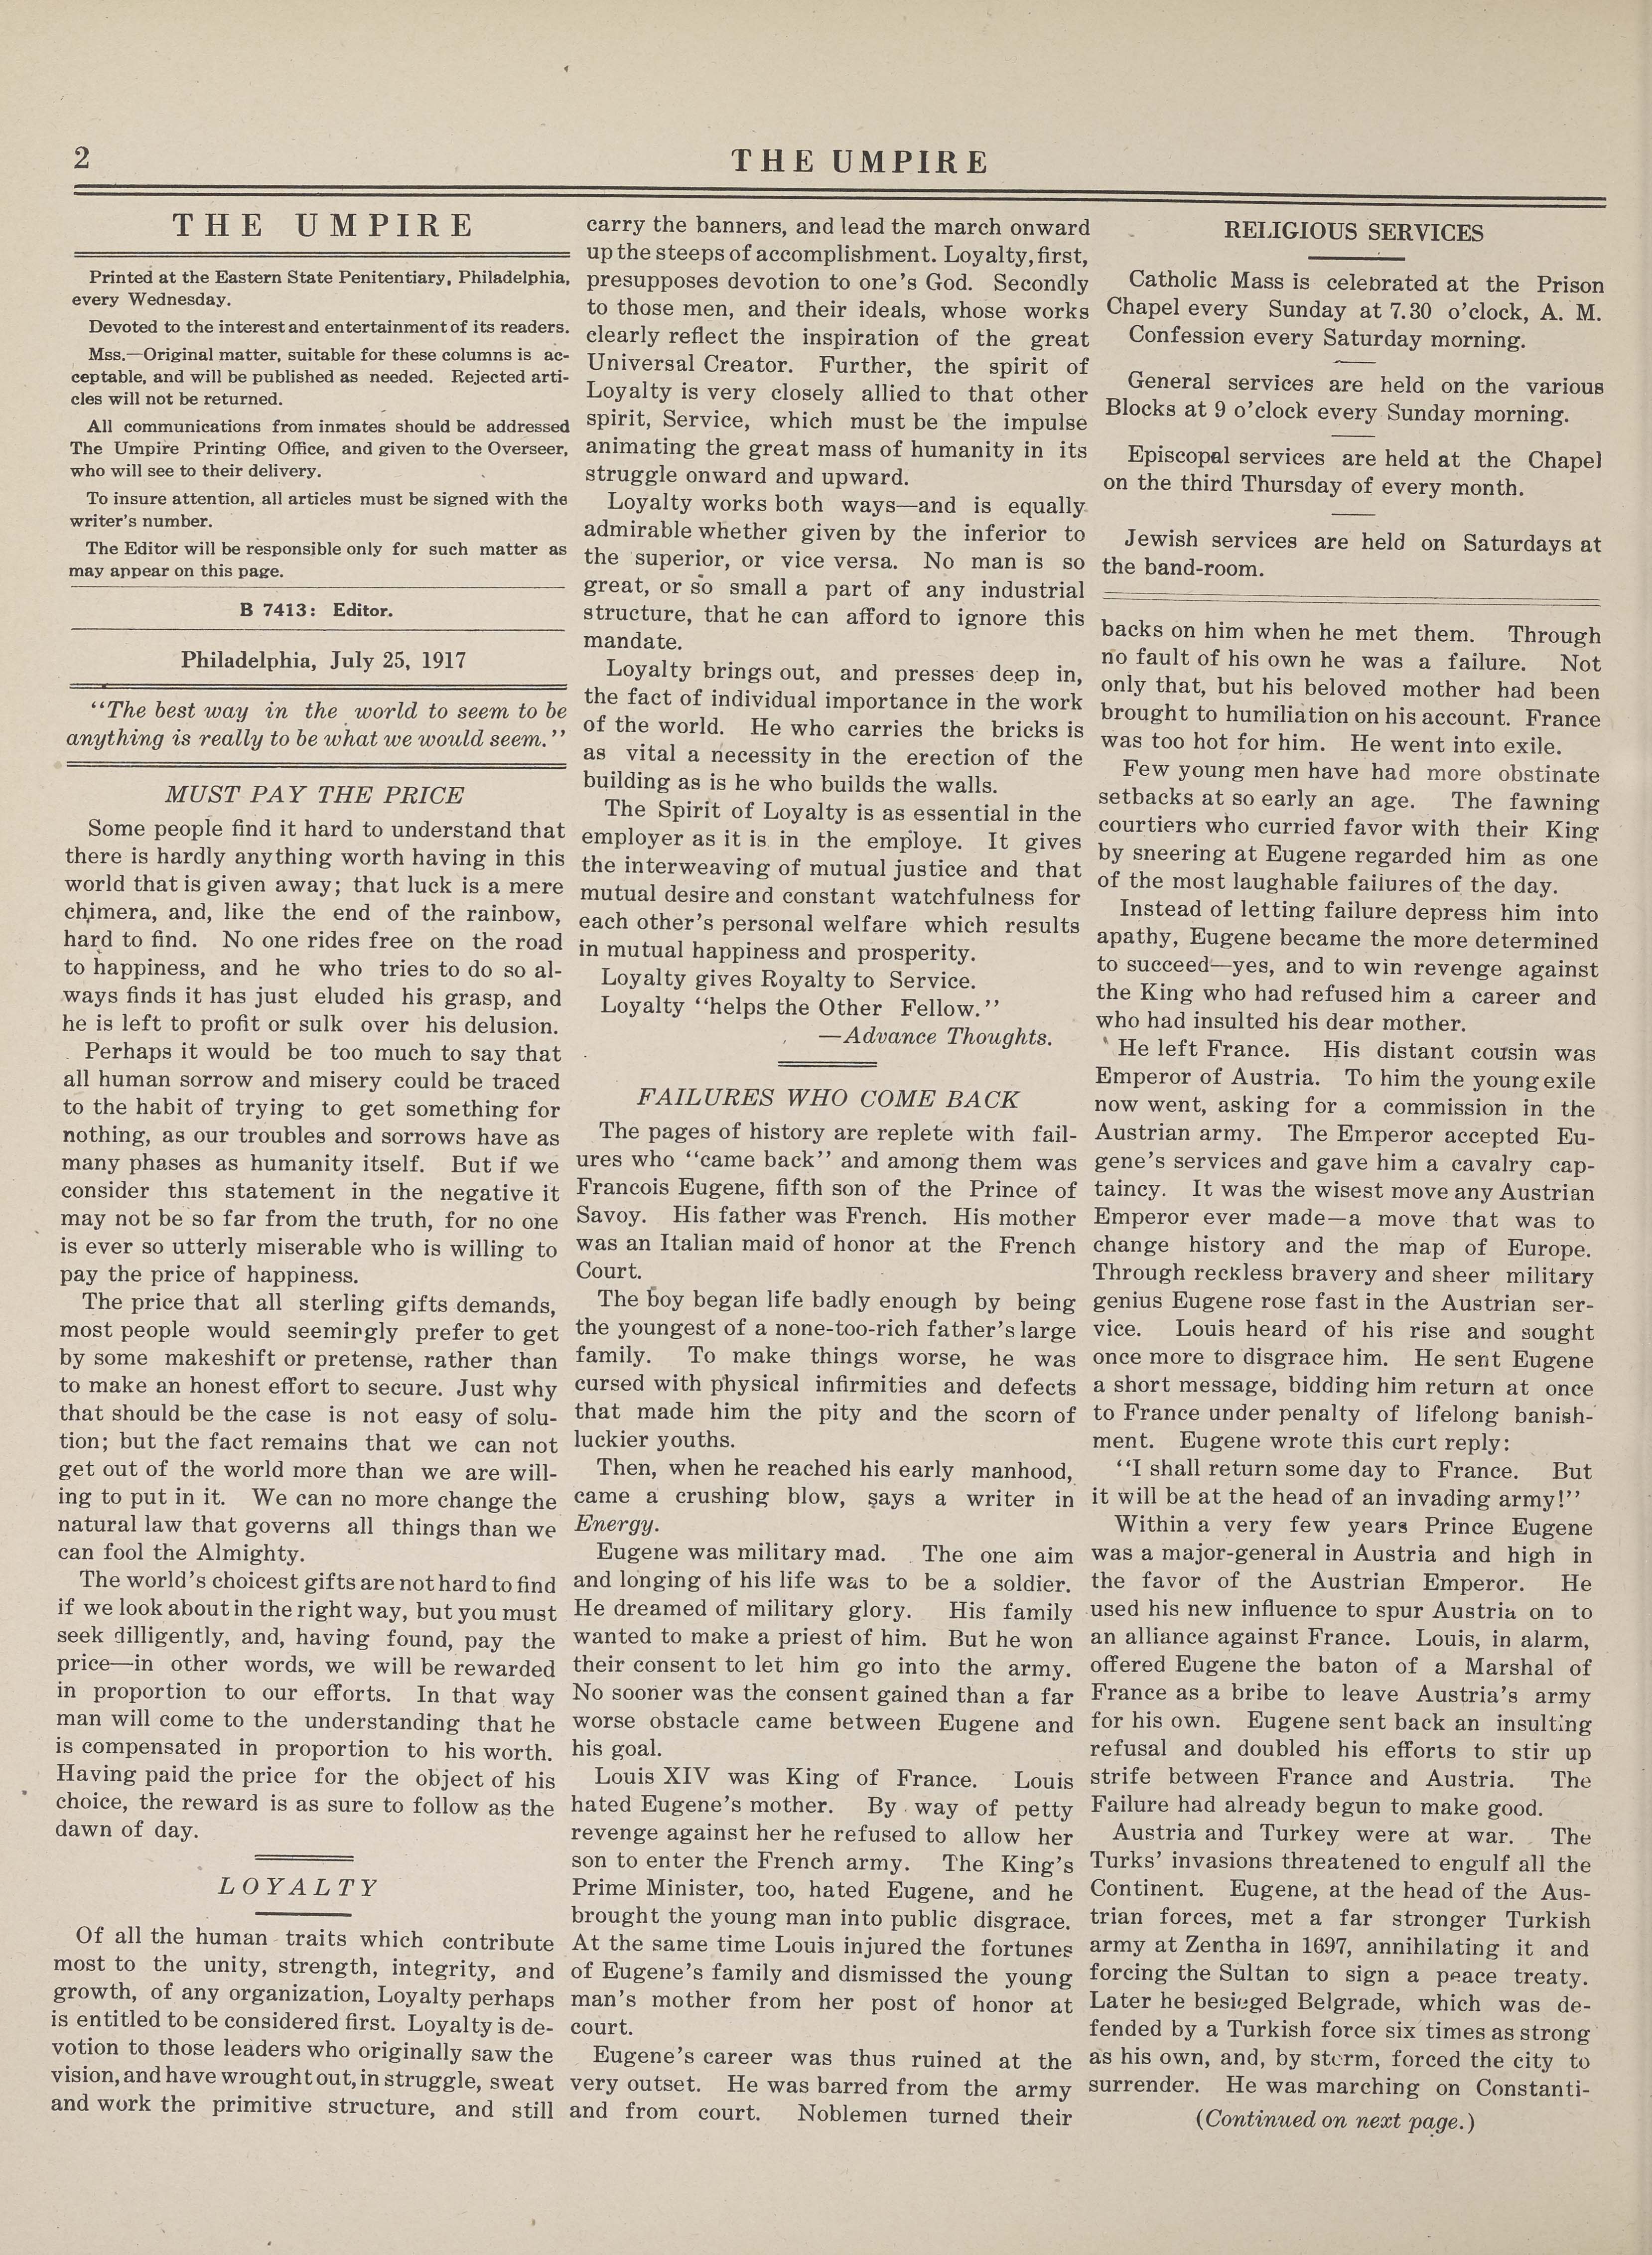 2
THE UMPIRE
THE UMPIRE
Printed at the Eastern State Penitentiary, Philadelphia,
every Wednesday.
Devoted to the interest and entertainment of its readers.
Mss.—Original matter, suitable for these columns is ac-
ceptable, and will be published as needed. Rejected arti-
cles will not be returned.
All communications from inmates should be addressed
The Umpire Printing Office, and given to the Overseer,
who will see to their delivery.
To insure attention, all articles must be signed with the
writer's number.
The Editor will be responsible only for such matter as
may appear on this page.
B 7413: Editor.
Philadelphia, July 25, 1917
"The best way in the world to seem to be
anything is really to be what we would seem."
MUST PAY THE PRICE
Some people find it hard to understand that
there is hardly anything worth having in this
world that is given away; that luck is a mere
chimera, and, like the end of the rainbow,
hard to find. No one rides free on the road
to happiness, and he who tries to do so al-
ways finds it has just eluded his grasp, and
he is left to profit or sulk over his delusion.
Perhaps it would be too much to say that
all human sorrow and misery could be traced
to the habit of trying to get something for
nothing, as our troubles and sorrows have as
many phases as humanity itself. But if we
consider this statement in the negative it
may not be so far from the truth, for no one
is ever so utterly miserable who is willing to
pay the price of happiness.
The price that all sterling gifts demands,
most people would seemingly prefer to get
by some makeshift or pretense, rather than
to make an honest effort to secure. Just why
that should be the case is not easy of solu-
tion; but the fact remains that we can not
get out of the world more than we are will-
ing to put in it. We can no more change the
natural law that governs all things than we
can fool the Almighty.
The world's choicest gifts are not hard to find
if we look about in the right way, but you must
seek dilligently, and, having found, pay the
price—in other words, we will be rewarded
in proportion to our efforts. In that way
man will come to the understanding that he
is compensated in proportion to his worth.
Having paid the price for the object of his
choice, the reward is as sure to follow as the
dawn of day.
LOYALTY
Of all the human traits which contribute
most to the unity, strength, integrity, and
growth, of any organization, Loyalty perhaps
is entitled to be considered first. Loyalty is de-
votion to those leaders who originally saw the
vision, and have wrought out, in struggle, sweat
and work the primitive structure, and still
carry the banners, and lead the march onward
up the steeps of accomplishment. Loyalty, first,
presupposes devotion to one's God. Secondly
to those men, and their ideals, whose works
clearly reflect the inspiration of the great
Universal Creator. Further, the spirit of
Loyalty is very closely allied to that other
spirit, Service, which must be the impulse
animating the great mass of humanity in its
struggle onward and upward.
Loyalty works both ways—and is equally
admirable whether given by the inferior to
the superior, or vice versa. No man is so
great, or so small a part of any industrial
structure, that he can afford to ignore this
mandate.
Loyalty brings out, and presses deep in,
the fact of individual importance in the work
of the world. He who carries the bricks is
as vital a necessity in the erection of the
building as is he who builds the walls.
The Spirit of Loyalty is as essential in the
employer as it is in the employe. It gives
the interweaving of mutual justice and that
mutual desire and constant watchfulness for
each other's personal welfare which results
in mutual happiness and prosperity.
Loyalty gives Royalty to Service.
Loyalty "helps the Other Fellow."
—Advance Thoughts.
FAILURES WHO COME BACK
The pages of history are replete with fail-
ures who "came back" and among them was
Francois Eugene, fifth son of the Prince of
Savoy. His father was French. His mother
was an Italian maid of honor at the French
Court.
The boy began life badly enough by being
the youngest of a none-too-rich father's large
family. To make things worse, he was
cursed with physical infirmities and defects
that made him the pity and the scorn of
luckier youths.
Then, when he reached his early manhood,
came a crushing blow, says a writer in
Energy.
Eugene was military mad. The one aim
and longing of his life was to be a soldier.
He dreamed of military glory. His family
wanted to make a priest of him. But he won
their consent to let him go into the army.
No sooner was the consent gained than a far
worse obstacle came between Eugene and
his goal.
Louis XIV was King of France. Louis
hated Eugene's mother. By way of petty
revenge against her he refused to allow her
son to enter the French army. The King's
Prime Minister, too, hated Eugene, and he
brought the young man into public disgrace.
At the same time Louis injured the fortunes
of Eugene's family and dismissed the young
man's mother from her post of honor at
court.
Eugene's career was thus ruined at the
very outset. He was barred from the army
and from court. Noblemen turned their
RELIGIOUS SERVICES
Catholic Mass is celebrated at the Prison
Chapel every Sunday at 7.30 o'clock, A. M.
Confession every Saturday morning.
General services are held on the various
Blocks at 9 o'clock every Sunday morning.
Episcopal services are held at the Chapel
on the third Thursday of every month.
Jewish services are held on Saturdays at
the band-room.
backs on him when he met them. Through
no fault of his own he was a failure. Not
only that, but his beloved mother had been
brought to humiliation on his account. France
was too hot for him. He went into exile.
Few young men have had more obstinate
setbacks at so early an age. The fawning
courtiers who curried favor with their King
by sneering at Eugene regarded him as one
of the most laughable failures of the day.
Instead of letting failure depress him into
apathy, Eugene became the more determined
to succeed—yes, and to win revenge against
the King who had refused him a career and
who had insulted his dear mother.
He left France. His distant cousin was
Emperor of Austria. To him the young exile
now went, asking for a commission in the
Austrian army. The Emperor accepted Eu-
gene's services and gave him a cavalry cap-
taincy. It was the wisest move any Austrian
Emperor ever made—a move that was to
change history and the map of Europe.
Through reckless bravery and sheer military
genius Eugene rose fast in the Austrian ser-
vice. Louis heard of his rise and sought
once more to disgrace him. He sent Eugene
a short message, bidding him return at once
to France under penalty of lifelong banish-
ment. Eugene wrote this curt reply:
"I shall return some day to France. But
it will be at the head of an invading army!"
Within a very few years Prince Eugene
was a major-general in Austria and high in
the favor of the Austrian Emperor. He
used his new influence to spur Austria on to
an alliance against France. Louis, in alarm,
offered Eugene the baton of a Marshal of
France as a bribe to leave Austria's army
for his own. Eugene sent back an insulting
refusal and doubled his efforts to stir up
strife between France and Austria. The
Failure had already begun to make good.
Austria and Turkey were at war. The
Turks' invasions threatened to engulf all the
Continent. Eugene, at the head of the Aus-
trian forces, met a far stronger Turkish
army at Zentha in 1697, annihilating it and
forcing the Sultan to sign a peace treaty.
Later he besieged Belgrade, which was de-
fended by a Turkish force six times as strong
as his own, and, by storm, forced the city to
surrender. He was marching on Constanti-
(Continued on next page.)